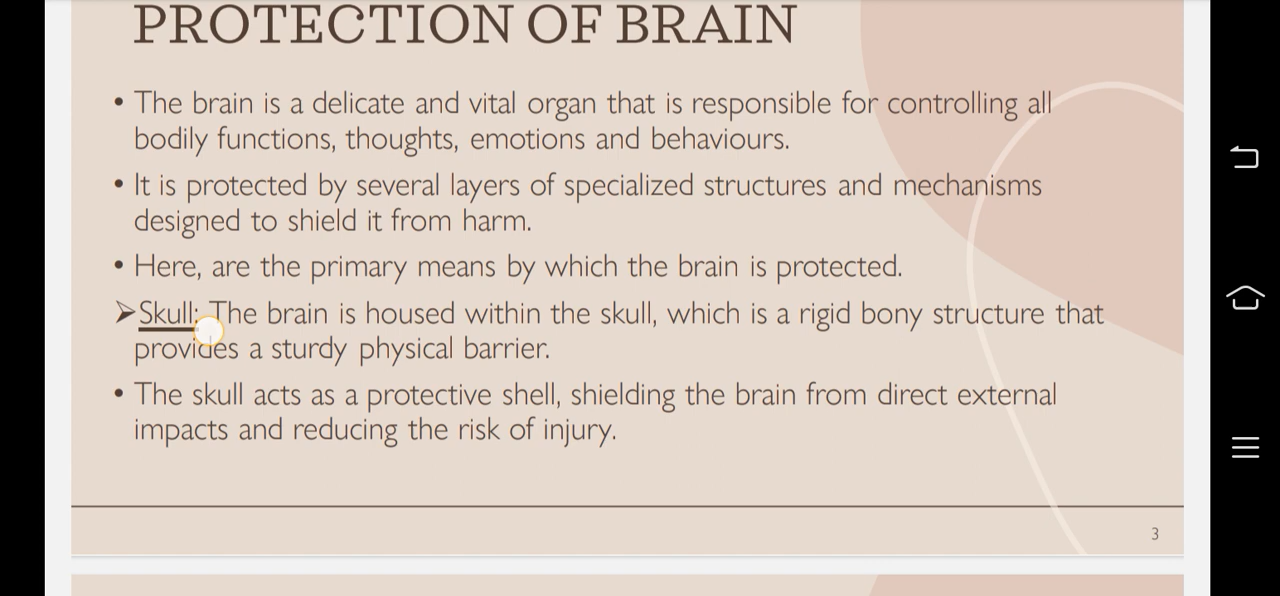 PROTECTION OF BRAIN
• The brain is a delicate and vital organ that is responsible for controlling all
bodily functions, thoughts, emotions and behaviours.
• It is protected by several layers of specialized structures and mechanisms
designed to shield it from harm.
• Here, are the primary means by which the brain is protected.
➤Skull: The brain is housed within the skull, which is a rigid bony structure that
provides a sturdy physical barrier.
• The skull acts as a protective shell, shielding the brain from direct external
impacts and reducing the risk of injury.
3